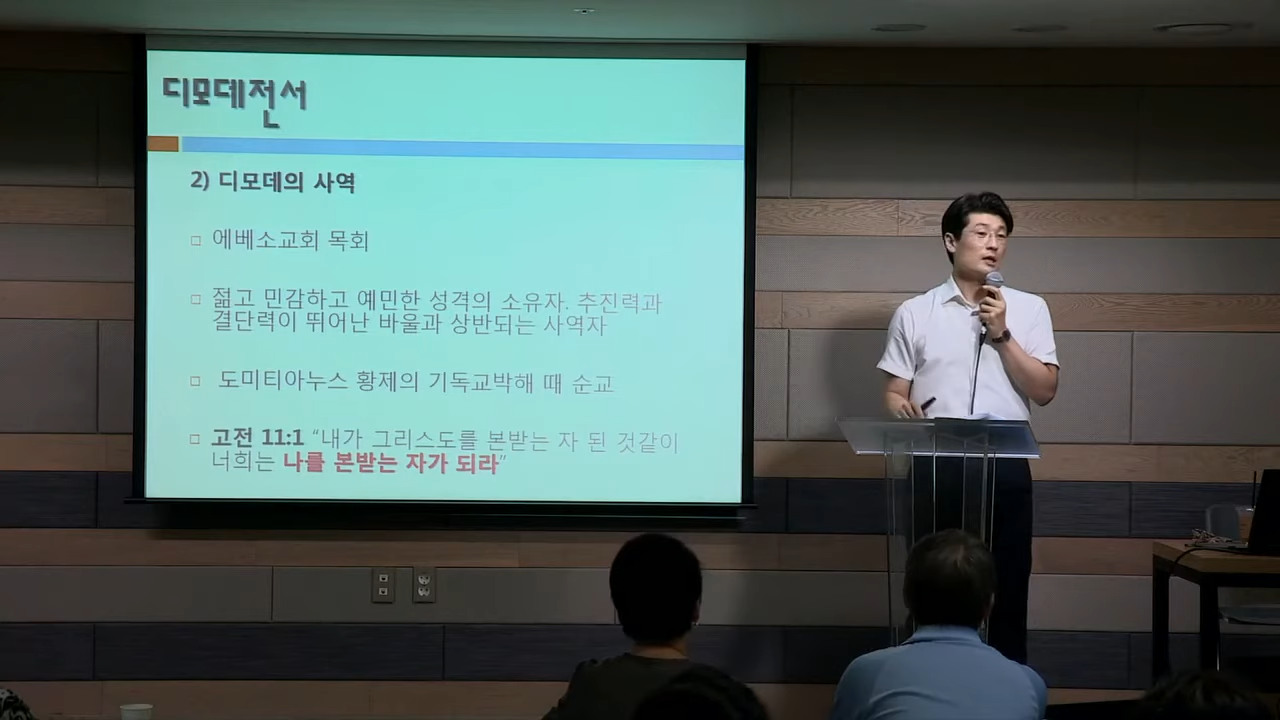 디모데전서
2) 디모데의 사역
□ 에베소교회 목회
□ 젊고 민감하고 예민한 성격의 소유자. 추진력과
결단력이 뛰어난 바울과 상반되는 사역자
□ 도미티아누스 황제의 기독교박해 때 순교
□ 고전 11:1 “내가 그리스도를 본받는 자 된 것같이
너희는 나를 본받는 자가 되라”